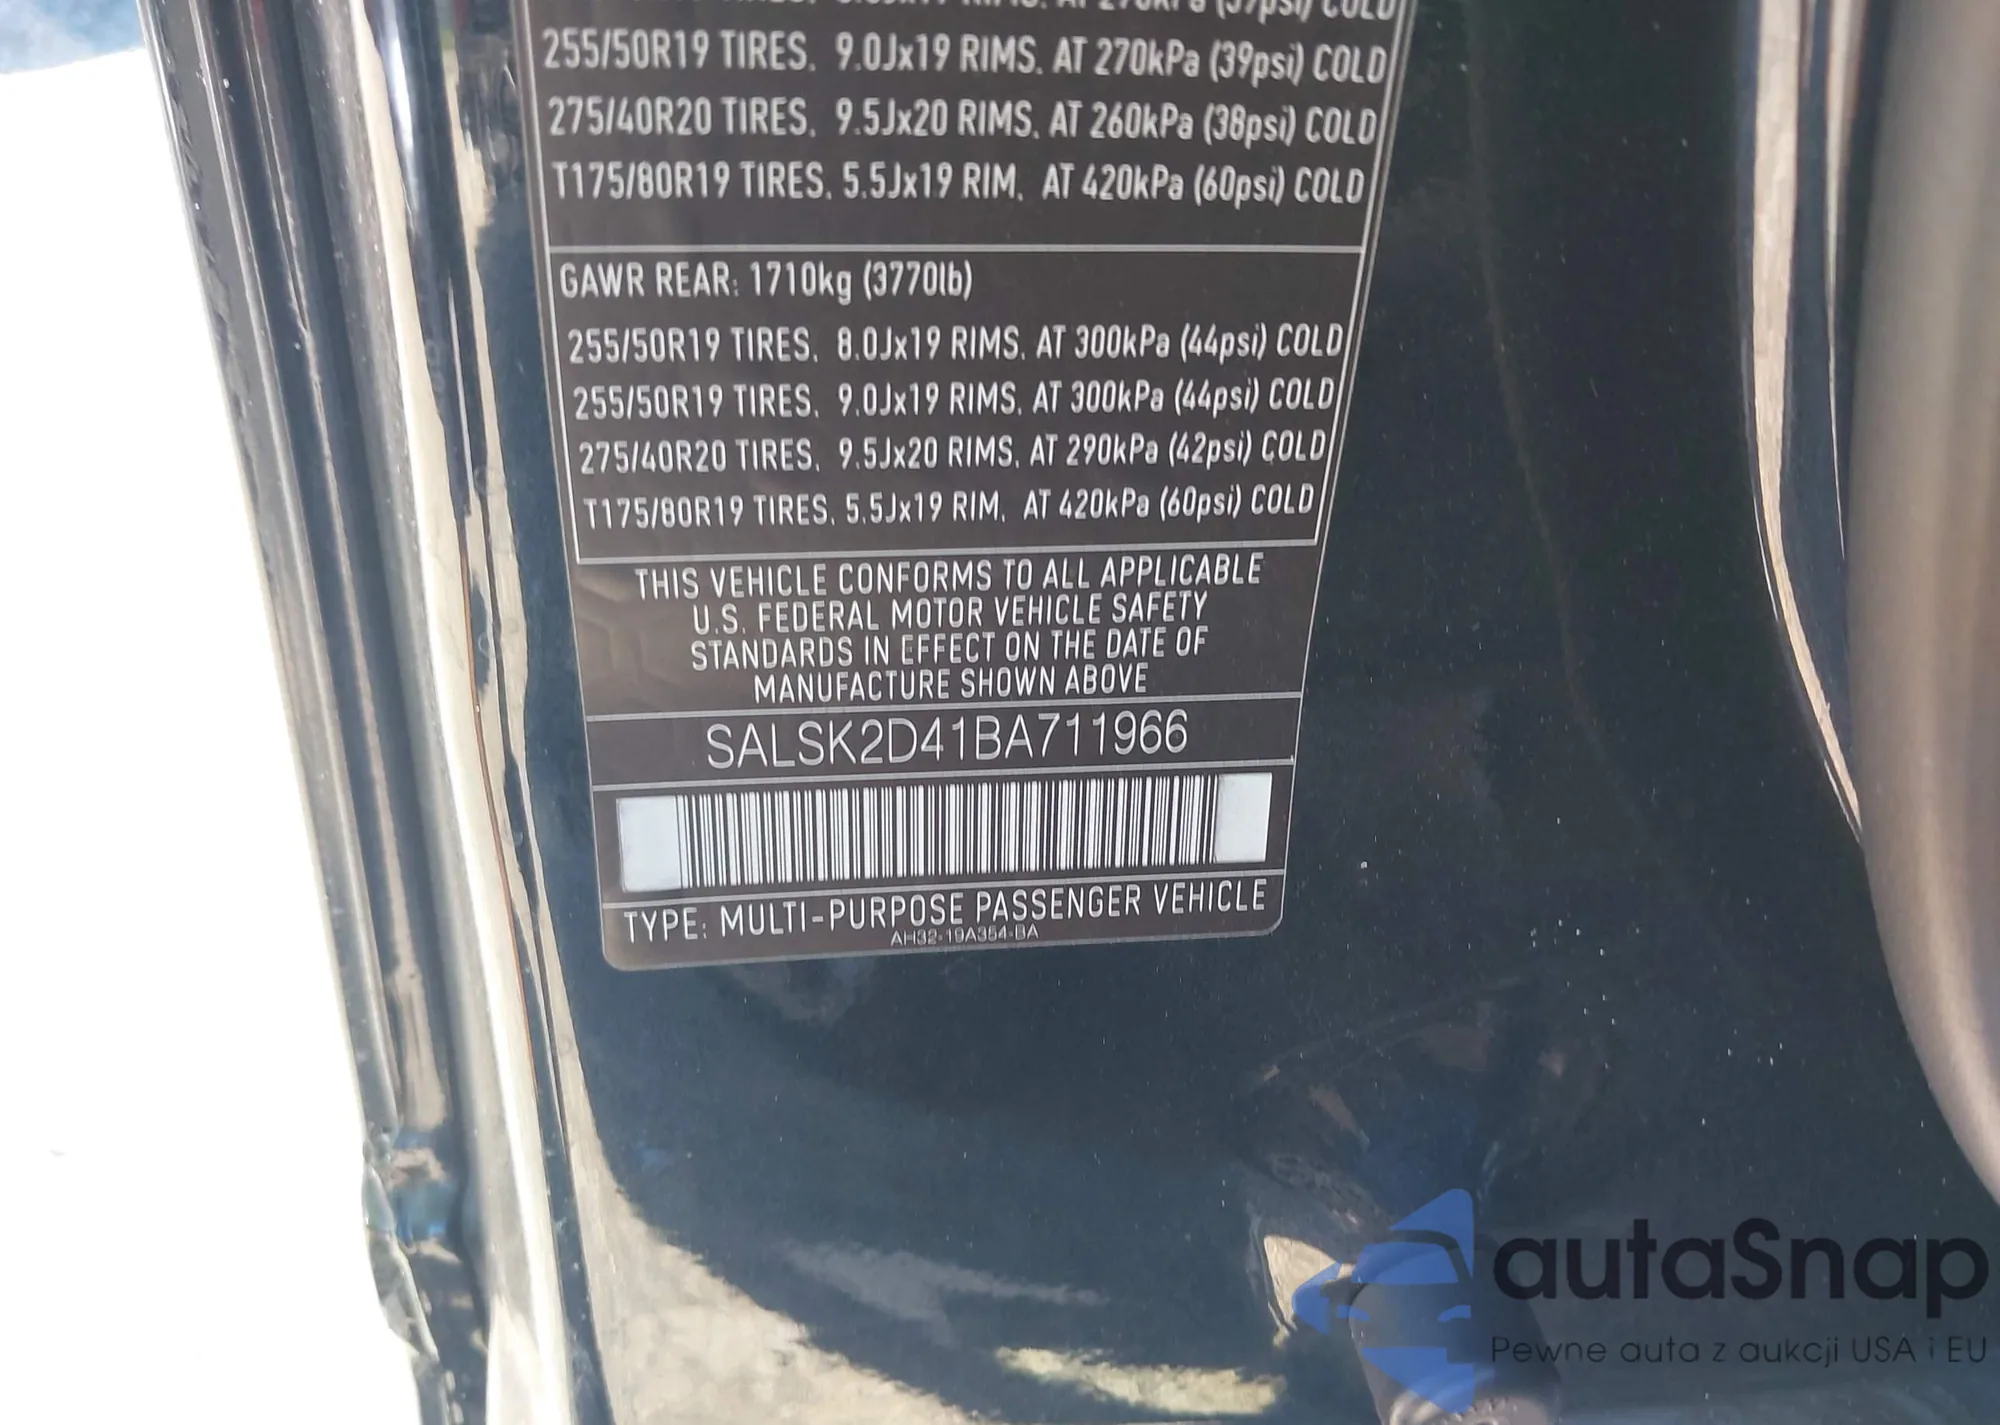 AT 270kPa (39psi) COLD
255/50R19 TIRES, 9.0Jx19 RIMS, AT 270kPa (39psi) COLD
275/40R20 TIRES, 9.5Jx20 RIMS, AT 260kPa (38psi) COLD
T175/80R19 TIRES, 5.5Jx19 RIM, AT 420kPa (60psi) COLD
GAWR REAR: 1710kg (3770lb)
255/50R19 TIRES, 8.0Jx19 RIMS, AT 300kPa (44psi) COLD
255/50R19 TIRES, 9.0Jx19 RIMS, AT 300kPa (44psi) COLD
275/40R20 TIRES, 9.5Jx20 RIMS, AT 290kPa (42psi) COLD
T175/80R19 TIRES, 5.5Jx19 RIM, AT 420kPa (60psi) COLD
THIS VEHICLE CONFORMS TO ALL APPLICABLE
U.S. FEDERAL MOTOR VEHICLE SAFETY
STANDARDS IN EFFECT ON THE DATE OF
MANUFACTURE SHOWN ABOVE
SALSK2D41BA711966
TYPE: MULTI-PURPOSE PASSENGER VEHICLE
AH32-19A354-BA
autaSnap
Pewne auta z aukcji USA i EU